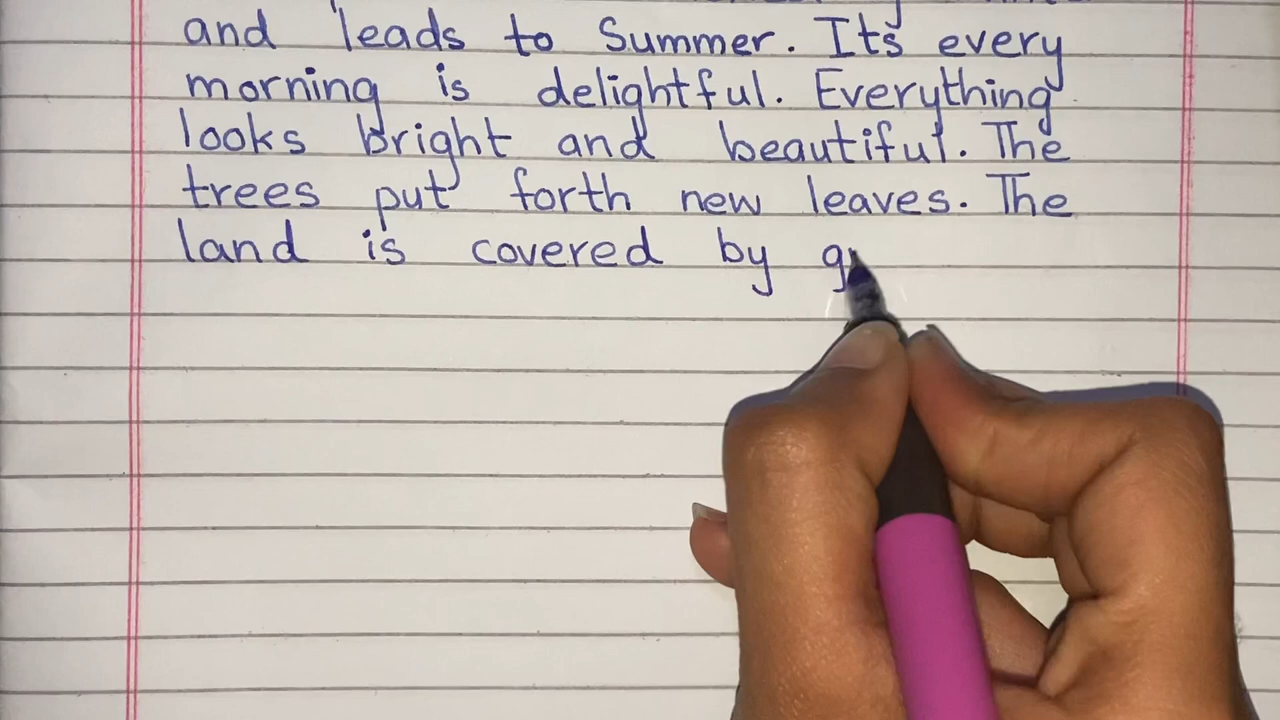 and leads to Summer. Its every
morning is delightful. Everything
looks bright and beautiful. The
trees put forth new leaves. The
land is covered by